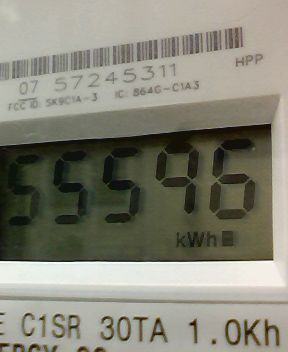 HPP
07 57245311
FCC ID: SK9C1A-3 IC: 864G-C1A3
55596
kWh
E C1SR 30TA 1.0Kh